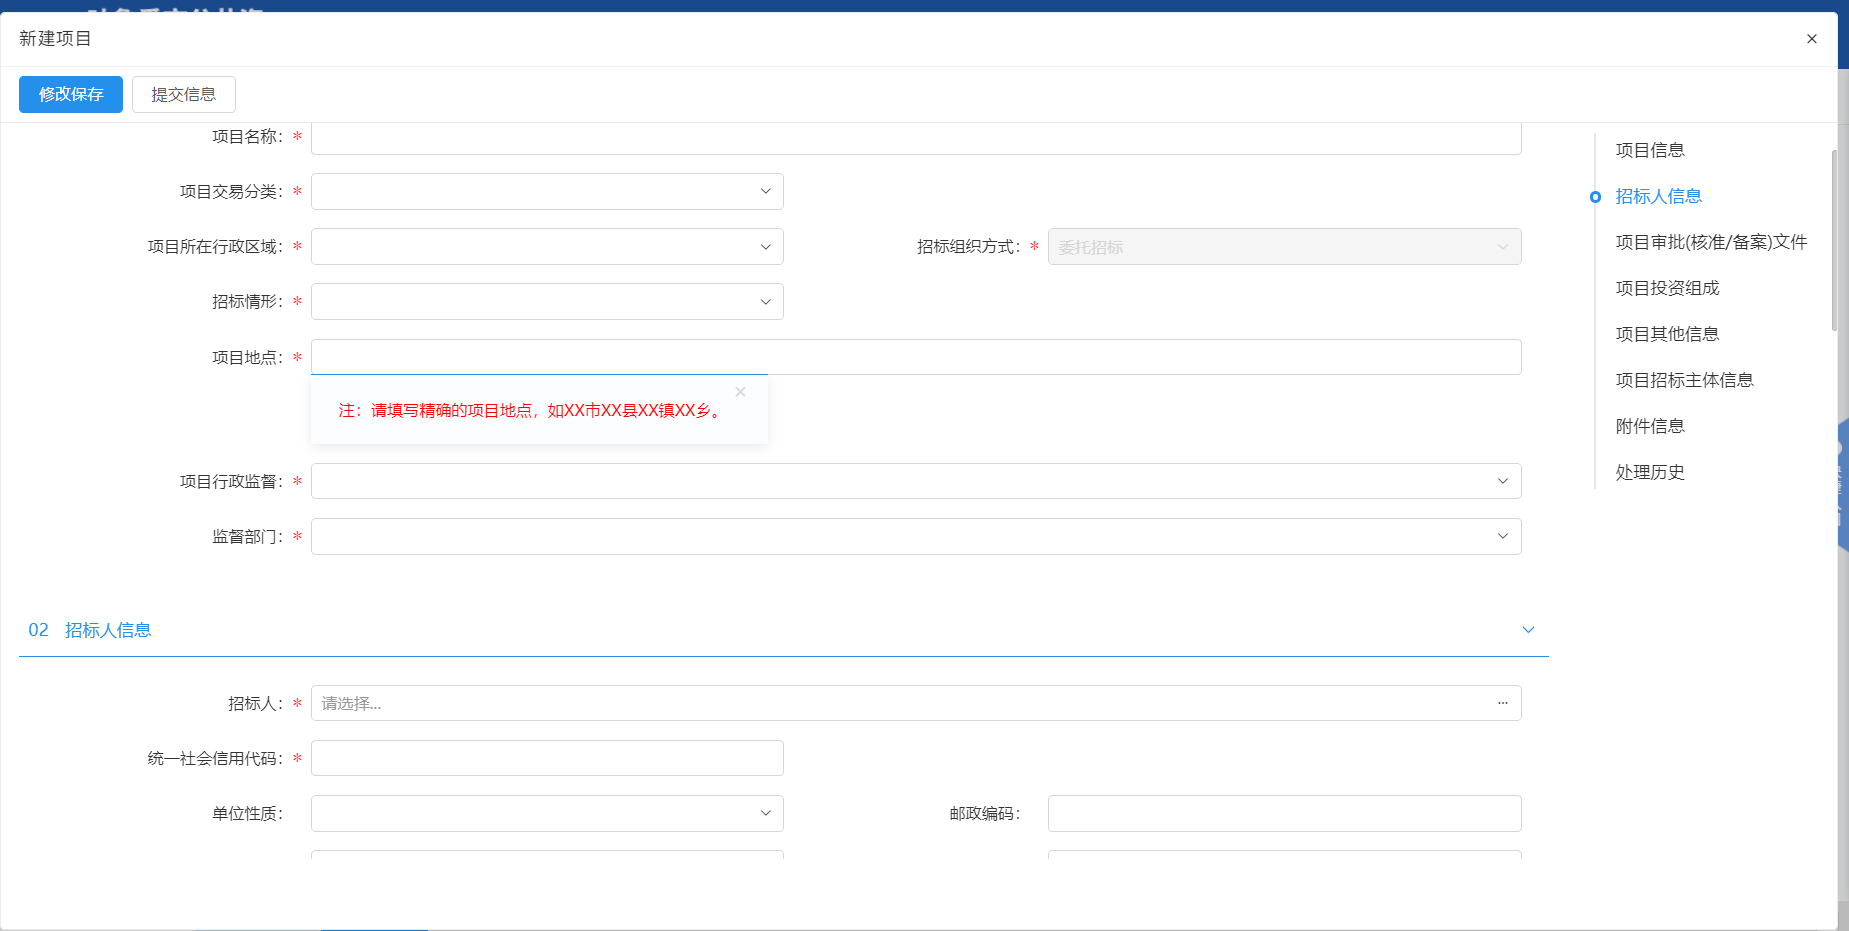 新建项目
修改保存 提交信息
项目名称：*
项目交易分类：*
项目所在行政区域：* 招标组织方式：* 委托招标
招标情形：*
项目地点：*
注：请填写精确的项目地点，如XX市XX县XX镇XX乡。
项目行政监督：*
监督部门：*
02 招标人信息
招标人：* 请选择...
统一社会信用代码：*
单位性质： 邮政编码：
项目信息
招标人信息
项目审批(核准/备案)文件
项目投资组成
项目其他信息
项目招标主体信息
附件信息
处理历史